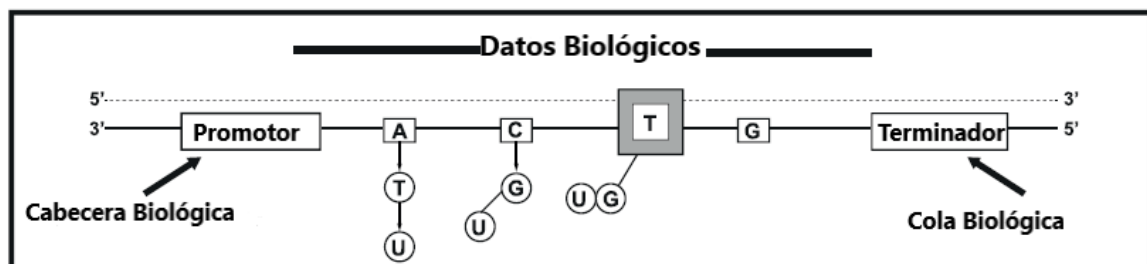 Datos Biológicos
5’ 3’
3’ Promotor A C T G Terminador 5’
T G U G
U U
Cabecera Biológica Cola Biológica